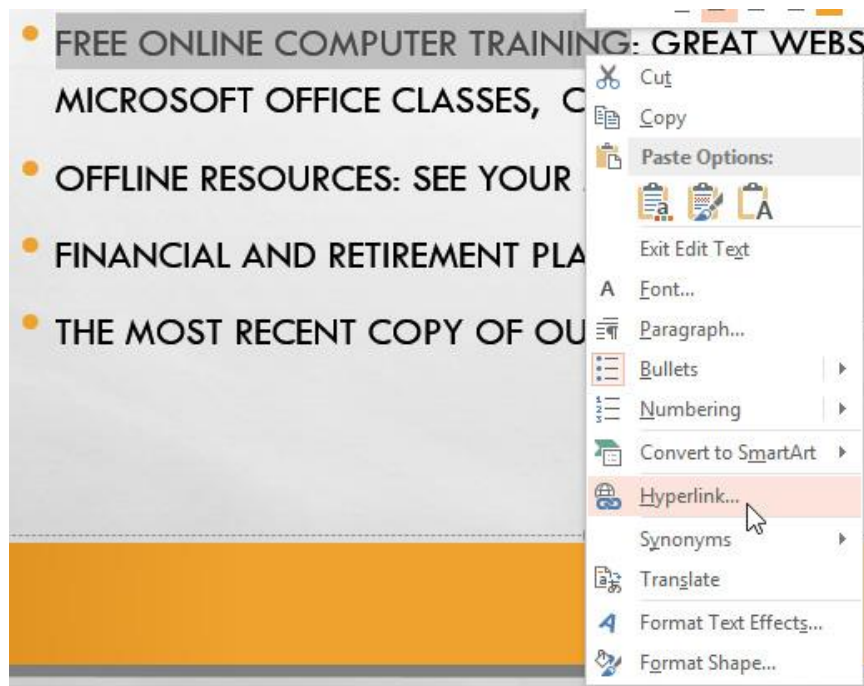 FREE ONLINE COMPUTER TRAINING: GREAT WEBS
MICROSOFT OFFICE CLASSES, C
OFFLINE RESOURCES: SEE YOUR
FINANCIAL AND RETIREMENT PLA
THE MOST RECENT COPY OF OU
Cut
Copy
Paste Options:
Exit Edit Text
Font...
Paragraph...
Bullets
Numbering
Convert to SmartArt
Hyperlink...
Synonyms
Translate
Format Text Effects...
Format Shape...